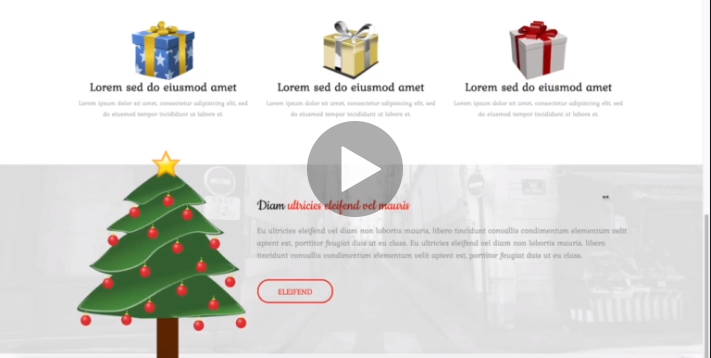 Lorem sed do eiusmod amet
Lorem sed do eiusmod amet
Lorem sed do eiusmod amet
Lorem ipsum dolor sit amet, consectetur adipisicing elit, sed
do eiusmod tempor incididunt ut labore et.
Lorem ipsum dolor sit amet, consectetur adipisicing elit, sed
do eiusmod tempor incididunt ut labore et.
Lorem ipsum dolor sit amet, consectetur adipisicing elit, sed
do eiusmod tempor incididunt ut labore et.
Diam ultricies eleifend vel mauris
Eu ultricies eleifend vel diam non lobortis mauris, libero tincidunt convallis condimentum elementum velit
aptent est, porttitor feugiat duis ut eu class. Eu ultricies eleifend vel diam non lobortis mauris, libero
tincidunt convallis condimentum elementum velit aptent est, porttitor feugiat duis ut eu class.
ELEIFEND